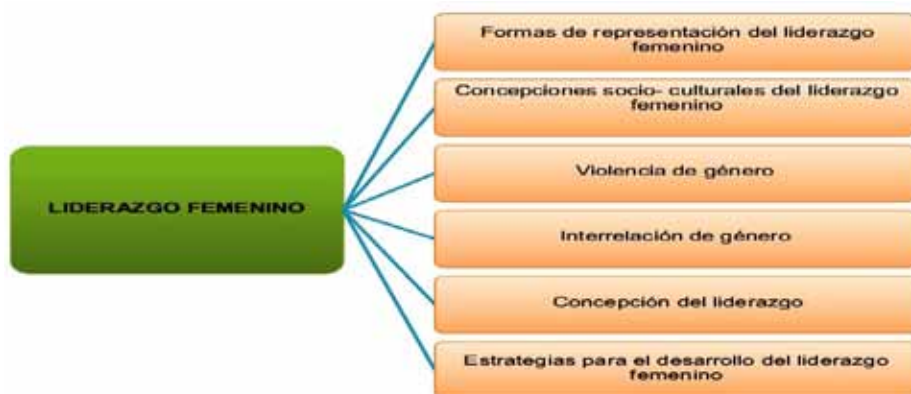 LIDERAZGO FEMENINO
Formas de representación del liderazgo
femenino
Concepciones socio- culturales del liderazgo
femenino
Violencia de género
Interrelación de género
Concepción del liderazgo
Estrategias para el desarrollo del liderazgo
femenino